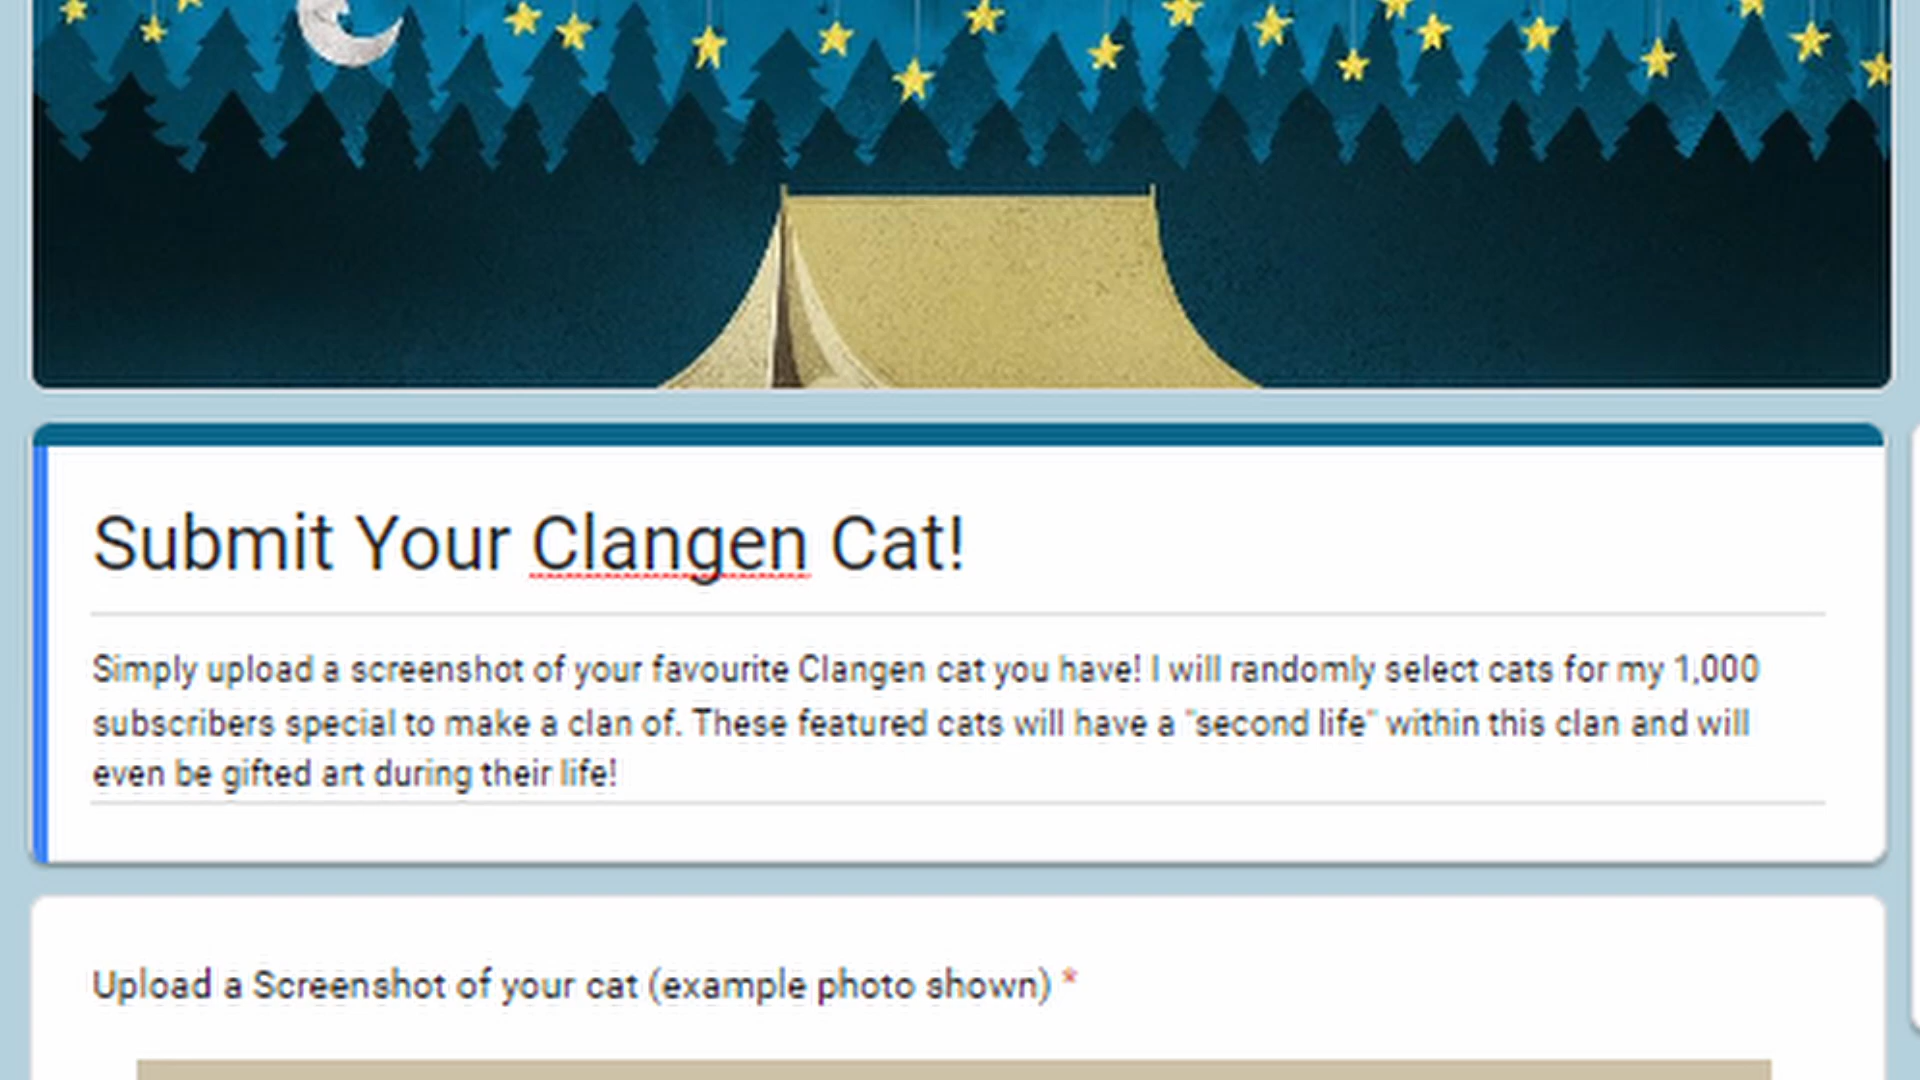 Submit Your Clangen Cat!
Simply upload a screenshot of your favourite Clangen cat you have! I will randomly select cats for my 1,000
subscribers special to make a clan of. These featured cats will have a "second life" within this clan and will
even be gifted art during their life!
Upload a Screenshot of your cat (example photo shown) *